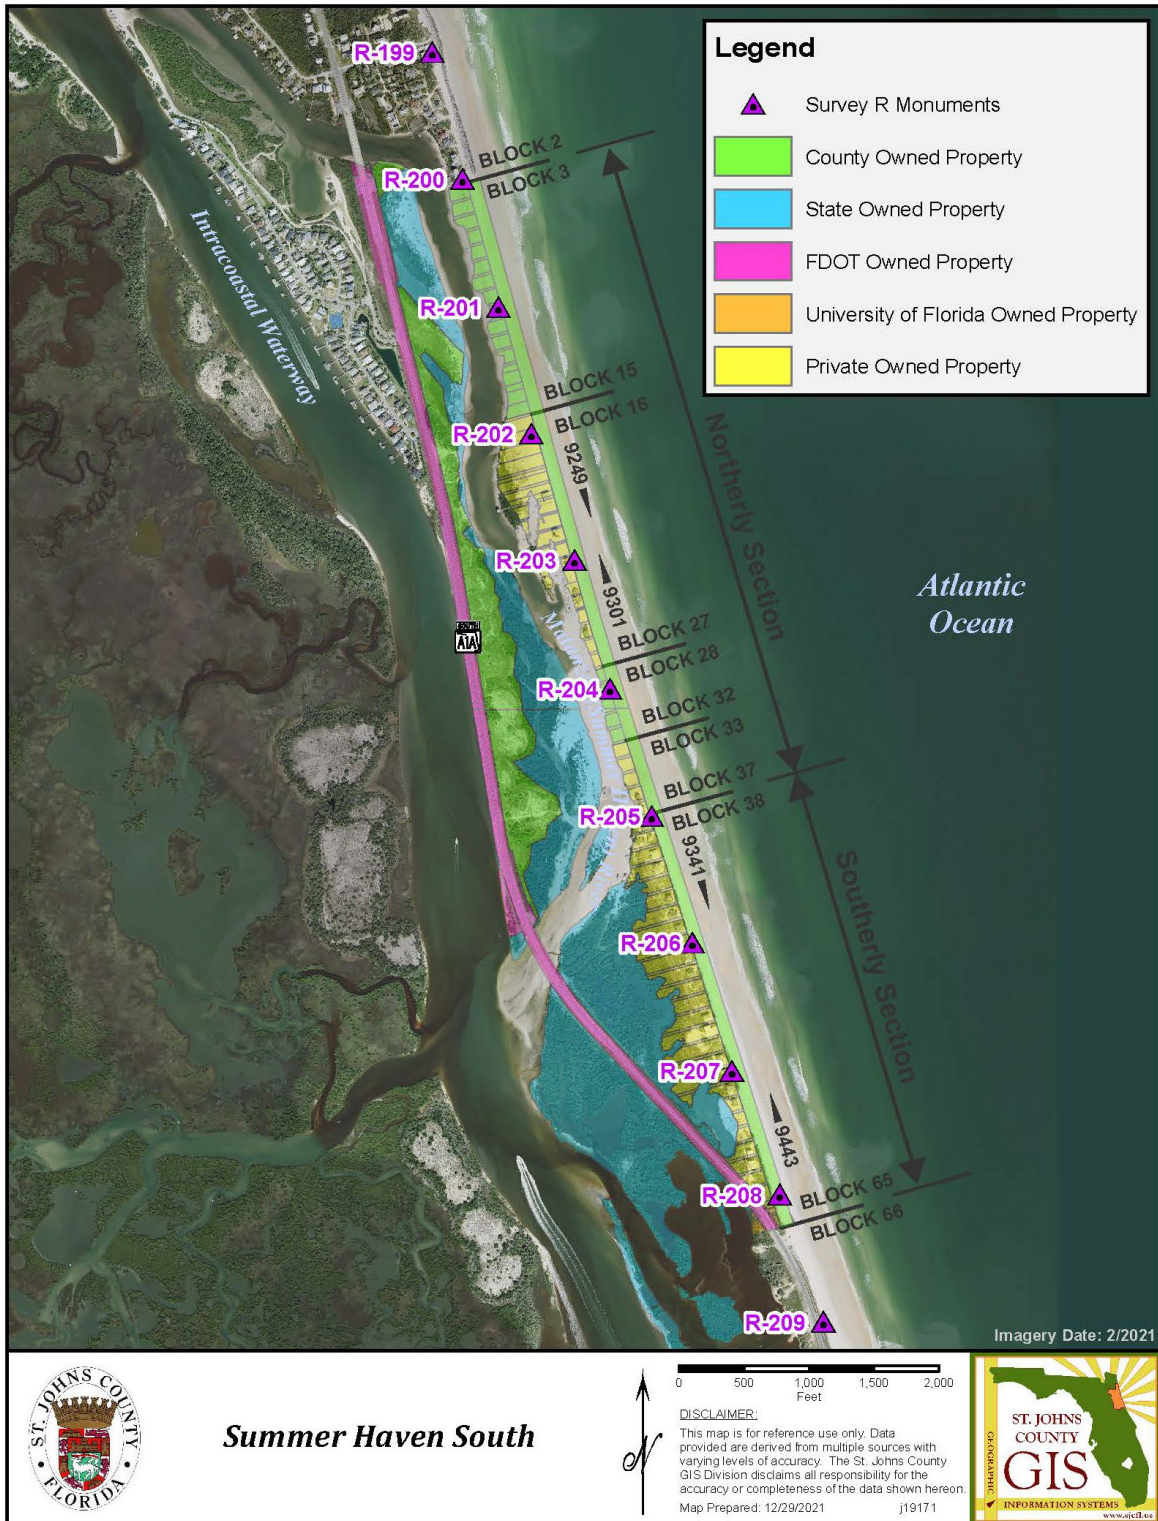 Legend
Survey R Monuments
County Owned Property
State Owned Property
FDOT Owned Property
University of Florida Owned Property
Private Owned Property
R-199
R-200
BLOCK 2
BLOCK 3
R-201
Intracoastal Waterway
BLOCK 15
BLOCK 16
R-202
9249
Northerly Section
R-203
9301
Atlantic
Ocean
SOUTH
A1A
BLOCK 27
BLOCK 28
R-204
BLOCK 32
BLOCK 33
BLOCK 37
BLOCK 38
R-205
9341
Southerly Section
R-206
R-207
9443
R-208
BLOCK 65
BLOCK 66
R-209
Imagery Date: 2/2021
ST. JOHNS COUNTY
FLORIDA
Summer Haven South
N
0 500 1,000 1,500 2,000
Feet
DISCLAIMER:
This map is for reference use only. Data
provided are derived from multiple sources with
varying levels of accuracy. The St. Johns County
GIS Division disclaims all responsibility for the
accuracy or completeness of the data shown hereon.
Map Prepared: 12/29/2021 j19171
ST. JOHNS
COUNTY
GIS
GEOGRAPHIC
INFORMATION SYSTEMS
www.sjcfl.us